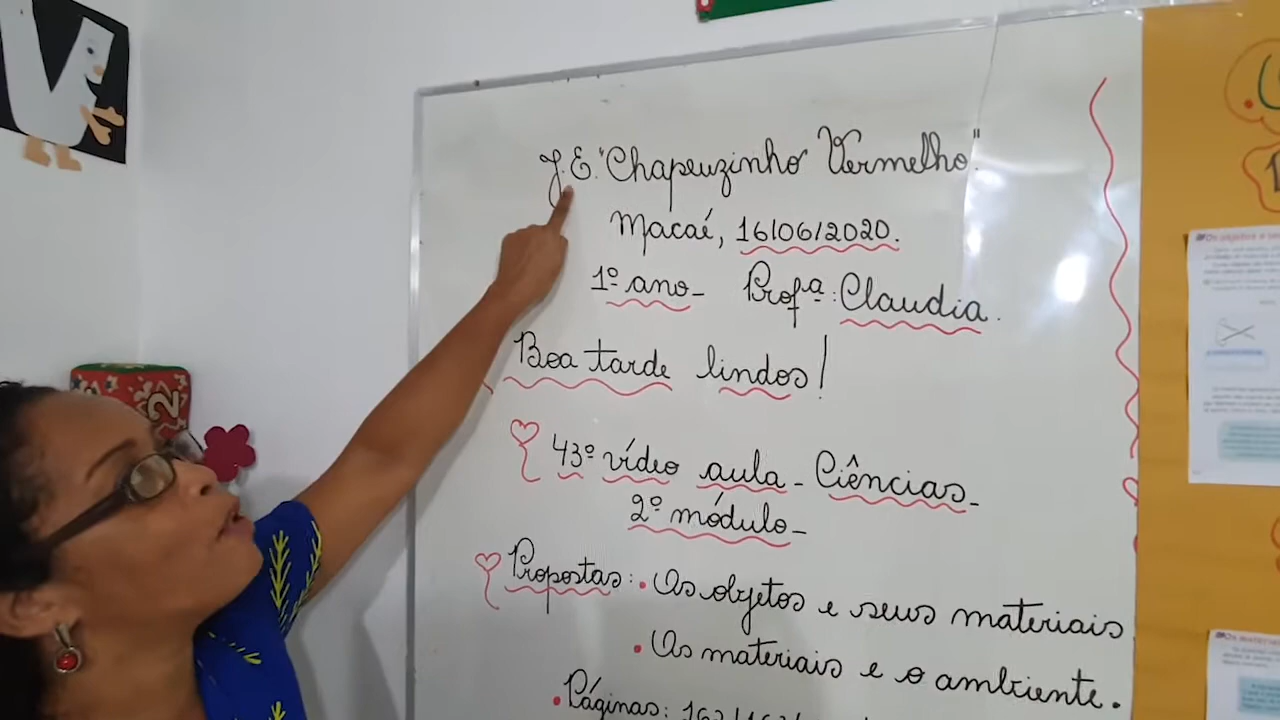 J.E. "Chapeuzinho Vermelho."
Macaé, 16/06/2020.
1º ano- Profª: Claudia.
Boa tarde lindos!
43º vídeo aula - Ciências-
2º módulo-
Propostas: • Os objetos e seus materiais
• Os materiais e o ambiente.
• Páginas: